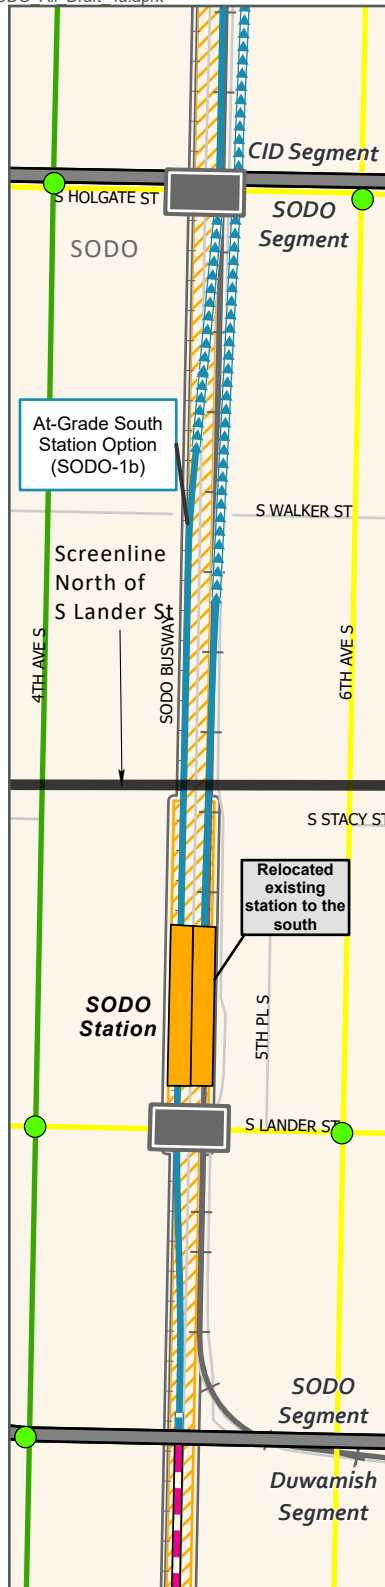 CID Segment
S HOLGATE ST
SODO
Segment
SODO
At-Grade South
Station Option
(SODO-1b)
S WALKER ST
Screenline
North of
S Lander St
4TH AVE S
SODO BUSWAY
6TH AVE S
S STACY ST
Relocated
existing
station to the
south
SODO
Station
5TH PL S
S LANDER ST
SODO
Segment
Duwamish
Segment